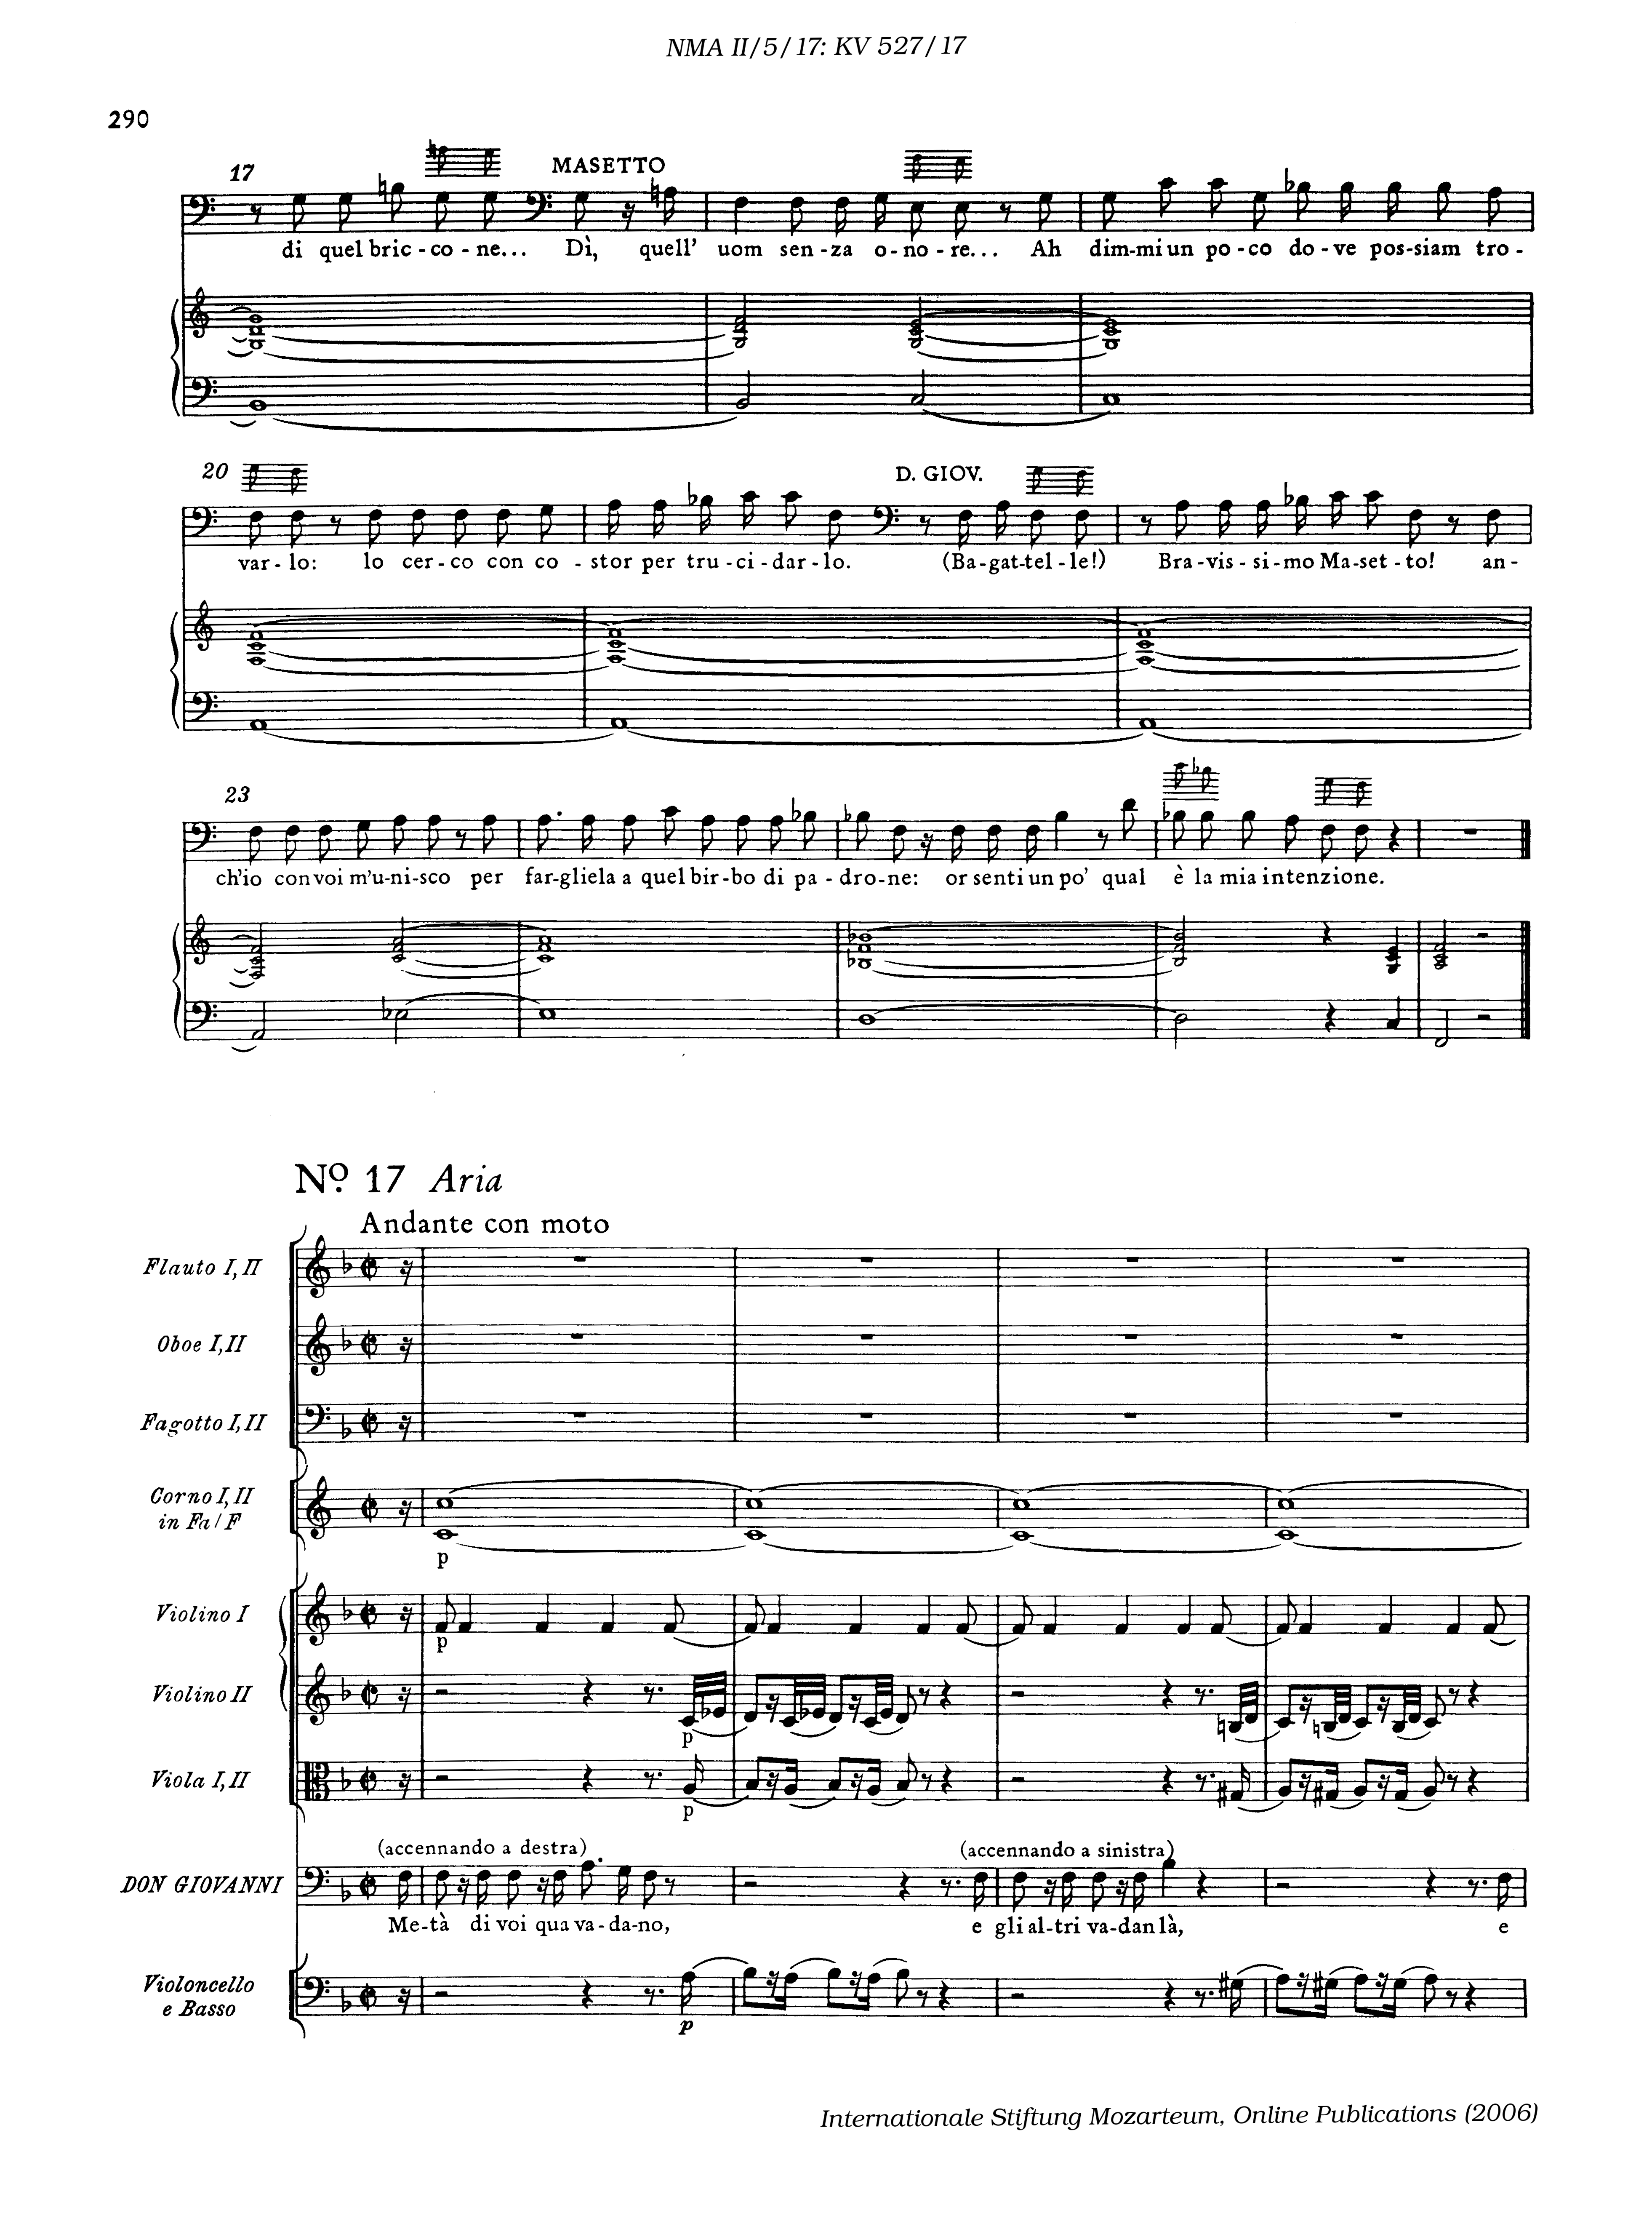 NMA II/5/17: KV 527/17
290
17
MASETTO
di quel bric - co - ne... Dì, quell' uom sen - za o - no - re... Ah dim-mi un po - co do - ve pos-siam tro -
20
D. GIOV.
var - lo: lo cer - co con co - stor per tru - ci - dar - lo. (Ba-gat-tel-le!) Bra-vis-si-mo Ma-set-to! an-
23
ch'io con voi m'u-ni-sco per far-gliela a quel bir-bo di pa-dro-ne: or senti un po' qual è la mia intenzione.
Nº. 17 Aria
Andante con moto
Flauto I, II
Oboe I, II
Fagotto I, II
Corno I, II
in Fa / F
p
Violino I
p
Violino II
p
Viola I, II
p
(accennando a destra) (accennando a sinistra)
DON GIOVANNI
Me-tà di voi qua va-da-no, e gli al-tri va-dan là, e
Violoncello
e Basso
p
Internationale Stiftung Mozarteum, Online Publications (2006)